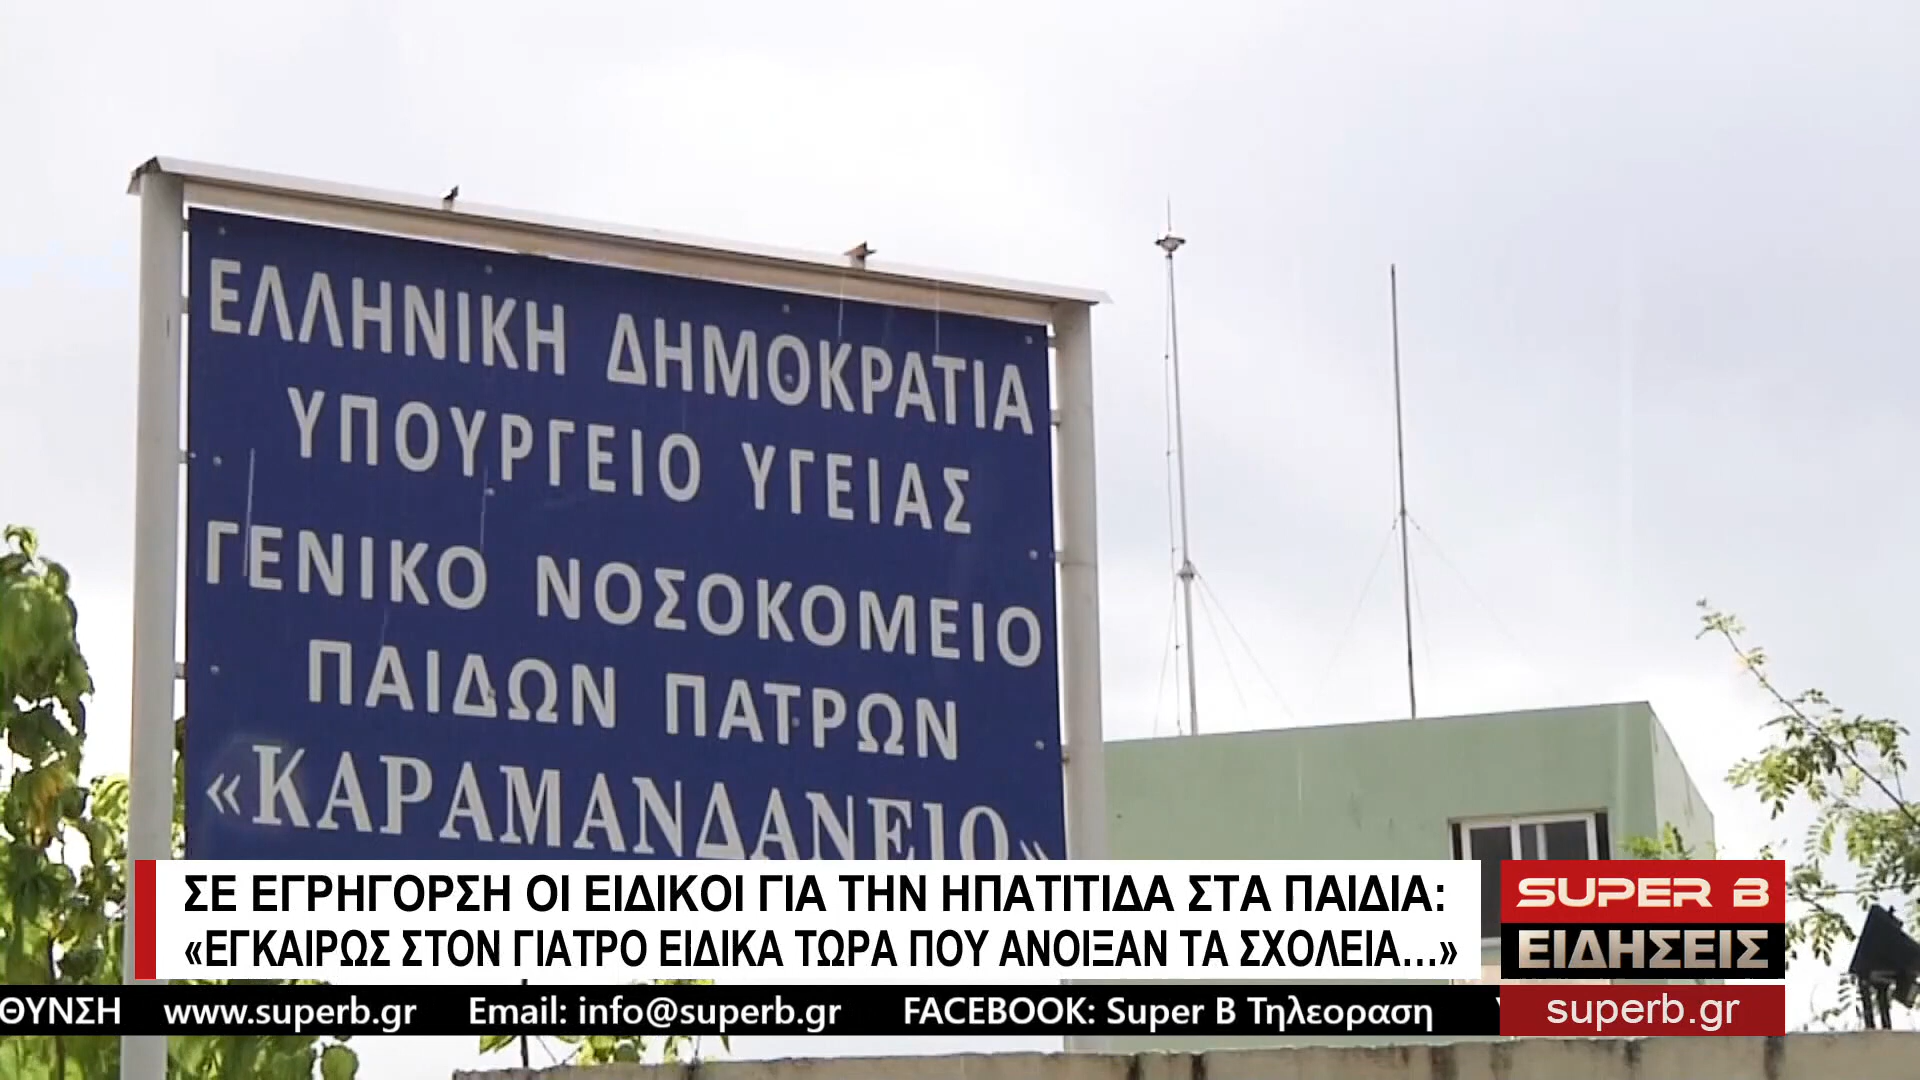 ΕΛΛΗΝΙΚΗ ΔΗΜΟΚΡΑΤΙΑ
ΥΠΟΥΡΓΕΙΟ ΥΓΕΙΑΣ
ΓΕΝΙΚΟ ΝΟΣΟΚΟΜΕΙΟ
ΠΑΙΔΩΝ ΠΑΤΡΩΝ
«ΚΑΡΑΜΑΝΔΑΝΕΙΟ»
ΣΕ ΕΓΡΗΓΟΡΣΗ ΟΙ ΕΙΔΙΚΟΙ ΓΙΑ ΤΗΝ ΗΠΑΤΙΤΙΔΑ ΣΤΑ ΠΑΙΔΙΑ:
«ΕΓΚΑΙΡΩΣ ΣΤΟΝ ΓΙΑΤΡΟ ΕΙΔΙΚΑ ΤΩΡΑ ΠΟΥ ΑΝΟΙΞΑΝ ΤΑ ΣΧΟΛΕΙΑ...»
SUPER B
ΕΙΔΗΣΕΙΣ
ΘΥΝΣΗ www.superb.gr Email: info@superb.gr FACEBOOK: Super B Τηλεοραση
superb.gr